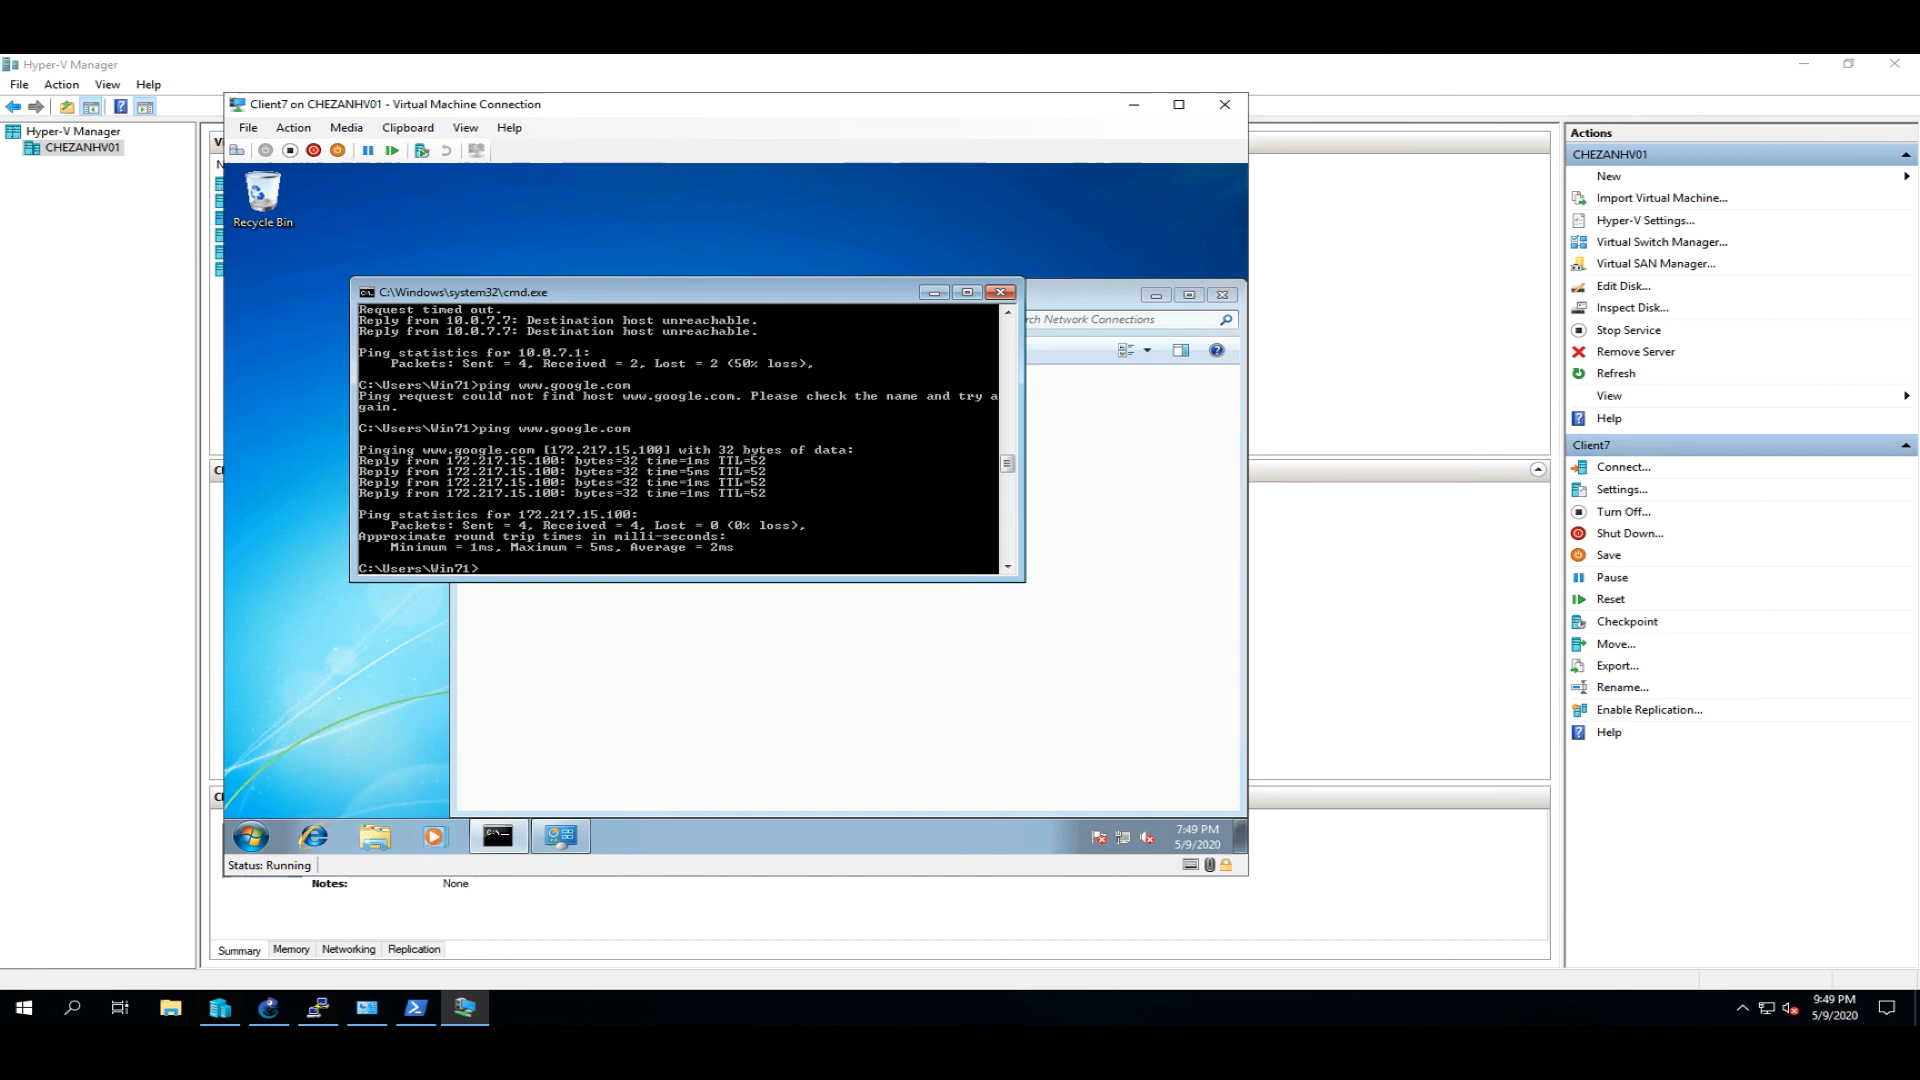 Hyper-V Manager
File Action View Help
Hyper-V Manager
CHEZANHV01
Client7 on CHEZANHV01 - Virtual Machine Connection
File Action Media Clipboard View Help
Recycle Bin
C:\Windows\system32\cmd.exe
Request timed out.
Reply from 10.0.7.7: Destination host unreachable.
Reply from 10.0.7.7: Destination host unreachable.
Ping statistics for 10.0.7.1:
Packets: Sent = 4, Received = 2, Lost = 2 (50% loss),
C:\Users\Win71>ping www.google.com
Ping request could not find host www.google.com. Please check the name and try a
gain.
C:\Users\Win71>ping www.google.com
Pinging www.google.com [172.217.15.100] with 32 bytes of data:
Reply from 172.217.15.100: bytes=32 time=1ms TTL=52
Reply from 172.217.15.100: bytes=32 time=5ms TTL=52
Reply from 172.217.15.100: bytes=32 time=1ms TTL=52
Reply from 172.217.15.100: bytes=32 time=1ms TTL=52
Ping statistics for 172.217.15.100:
Packets: Sent = 4, Received = 4, Lost = 0 (0% loss),
Approximate round trip times in milli-seconds:
Minimum = 1ms, Maximum = 5ms, Average = 2ms
C:\Users\Win71>
Network Connections
7:49 PM
5/9/2020
Status: Running
Notes: None
Summary Memory Networking Replication
Actions
CHEZANHV01
New
Import Virtual Machine...
Hyper-V Settings...
Virtual Switch Manager...
Virtual SAN Manager...
Edit Disk...
Inspect Disk...
Stop Service
Remove Server
Refresh
View
Help
Client7
Connect...
Settings...
Turn Off...
Shut Down...
Save
Pause
Reset
Checkpoint
Move...
Export...
Rename...
Enable Replication...
Help
9:49 PM
5/9/2020